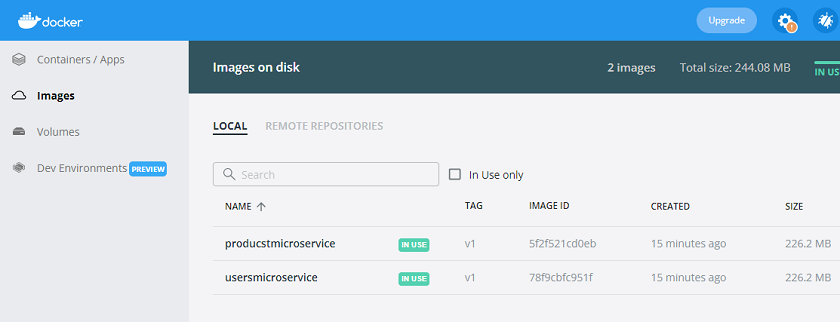 docker
Upgrade
Containers / Apps
Images
Volumes
Dev Environments PREVIEW
Images on disk
2 images
Total size: 244.08 MB
IN US
LOCAL
REMOTE REPOSITORIES
Search
In Use only
NAME TAG IMAGE ID CREATED SIZE
producstmicroservice IN USE v1 5f2f521cd0eb 15 minutes ago 226.2 MB
usersmicroservice IN USE v1 78f9cbfc951f 15 minutes ago 226.2 MB